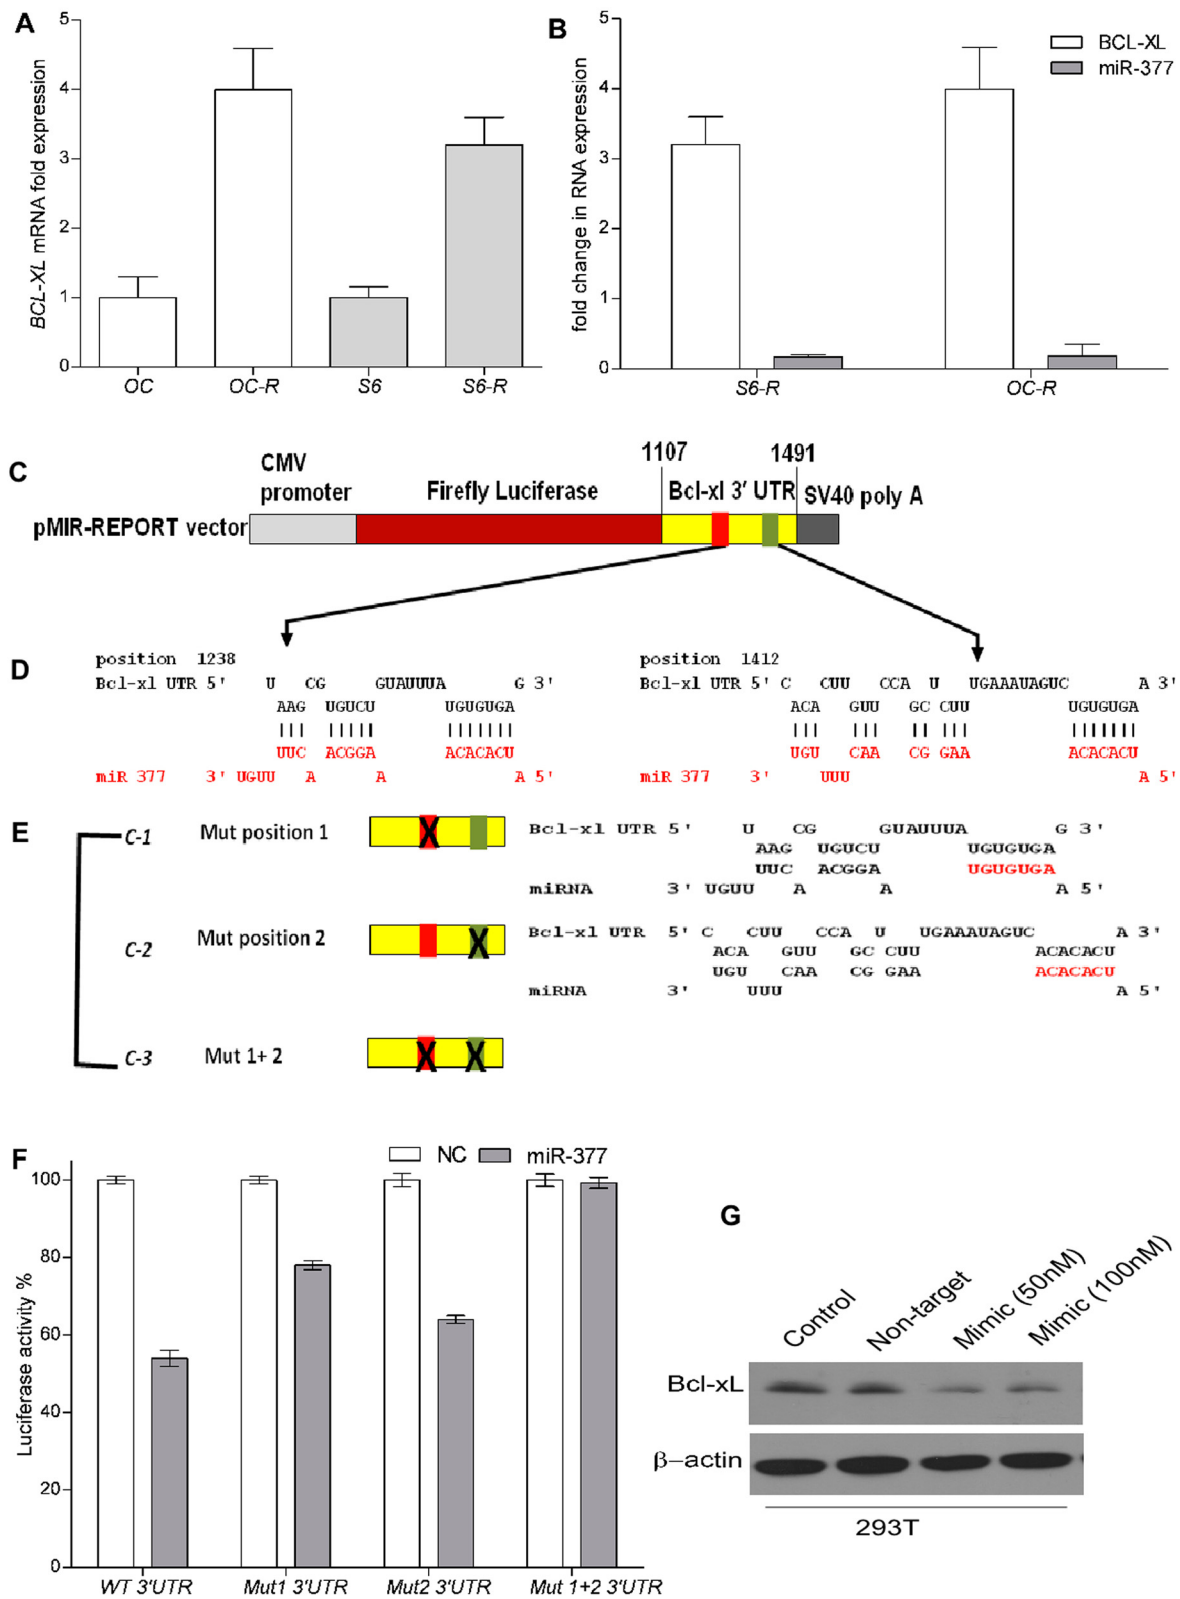 A
BCL-XL mRNA fold expression
5
4
3
2
1
0
OC OC-R S6 S6-R
B
fold change in RNA expression
5
4
3
2
1
0
BCL-XL
miR-377
S6-R OC-R
C
CMV promoter
Firefly Luciferase
1107
1491
Bcl-xl 3' UTR
SV40 poly A
pMIR-REPORT vector
D
position 1238
Bcl-xl UTR 5' U CG GUAUUUA G 3'
AAG UGUCU UGUGUGA
UUC ACGGA ACACACU
miR 377 3' UGUU A A A 5'
position 1412
Bcl-xl UTR 5' C CUU CCA U UGAAAUAGUC A 3'
ACA GUU GC CUU UGUGUGA
UGU CAA CG GAA ACACACU
miR 377 3' UUU A 5'
E
C-1 Mut position 1
Bcl-xl UTR 5' U CG GUAUUUA G 3'
AAG UGUCU UGUGUGA
UUC ACGGA UGUGUGA
miRNA 3' UGUU A A A 5'
C-2 Mut position 2
Bcl-xl UTR 5' C CUU CCA U UGAAAUAGUC A 3'
ACA GUU GC CUU ACACACU
UGU CAA CG GAA ACACACU
miRNA 3' UUU A 5'
C-3 Mut 1+ 2
F
NC miR-377
Luciferase activity %
100
80
60
40
20
0
WT 3'UTR Mut1 3'UTR Mut2 3'UTR Mut 1+2 3'UTR
G
Control
Non-target
Mimic (50nM)
Mimic (100nM)
Bcl-xL
β-actin
293T